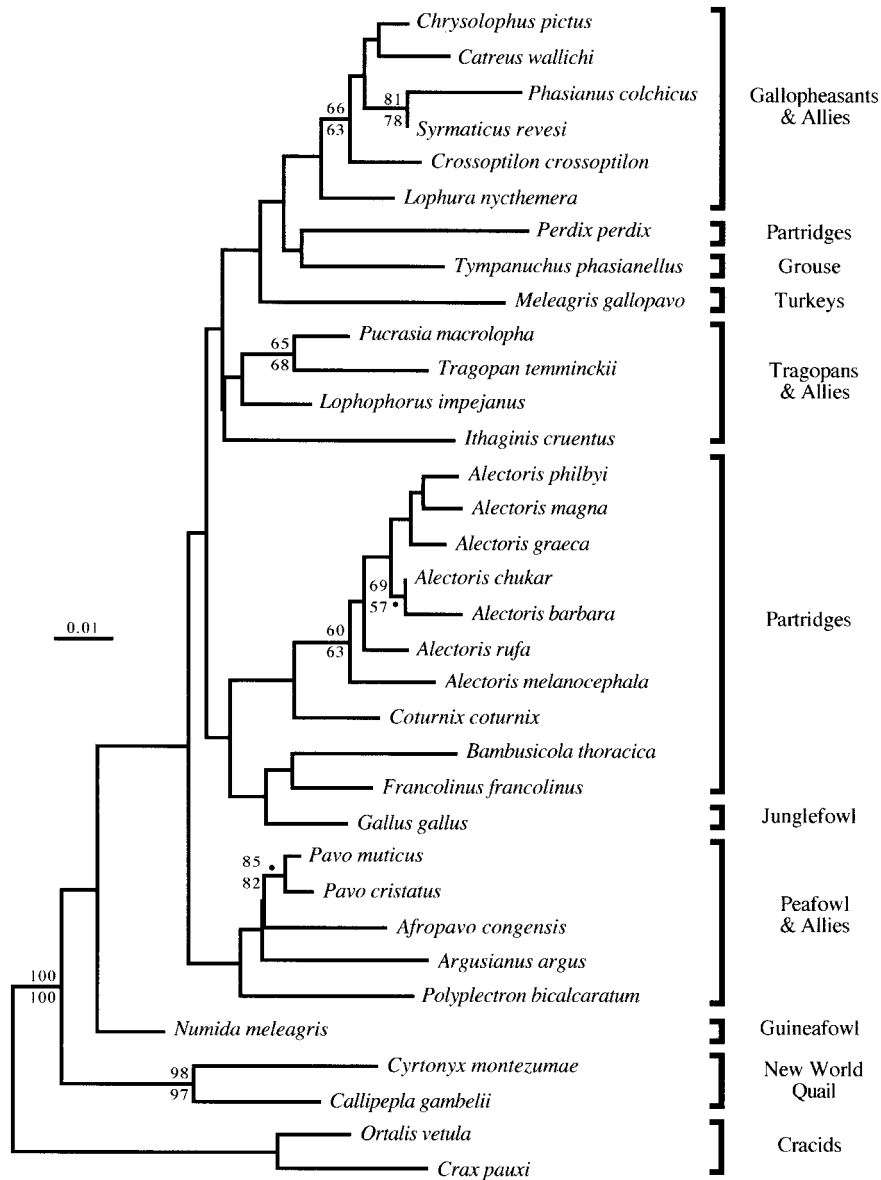 Chrysolophus pictus
Catreus wallichi
81
78
Phasianus colchicus
Syrmaticus revesi
66
63
Crossoptilon crossoptilon
Lophura nycthemera
Gallopheasants
& Allies
Perdix perdix
Partridges
Tympanuchus phasianellus
Grouse
Meleagris gallopavo
Turkeys
65
68
Pucrasia macrolopha
Tragopan temminckii
Lophophorus impejanus
Ithaginis cruentus
Tragopans
& Allies
Alectoris philbyi
Alectoris magna
Alectoris graeca
69
57
Alectoris chukar
Alectoris barbara
0.01
60
63
Alectoris rufa
Alectoris melanocephala
Coturnix coturnix
Bambusicola thoracica
Francolinus francolinus
Partridges
Gallus gallus
Junglefowl
85
82
Pavo muticus
Pavo cristatus
Afropavo congensis
Argusianus argus
Polyplectron bicalcaratum
Peafowl
& Allies
100
100
Numida meleagris
Guineafowl
98
97
Cyrtonyx montezumae
Callipepla gambelii
New World
Quail
Ortalis vetula
Crax pauxi
Cracids